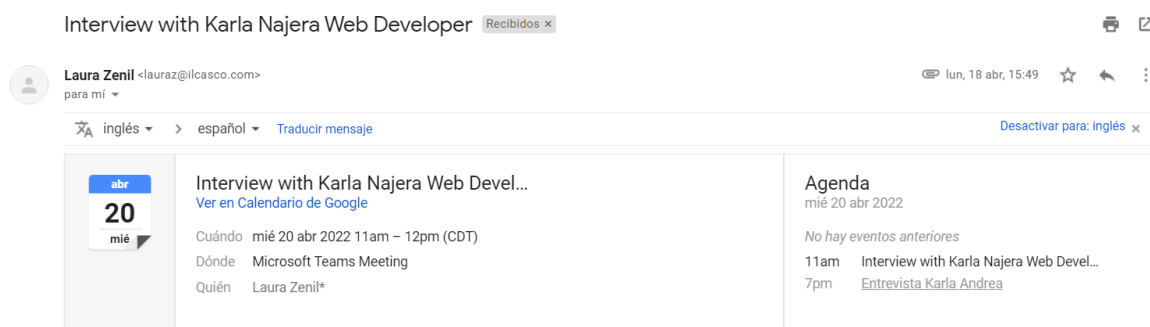 Interview with Karla Najera Web Developer Recibidos ×
Laura Zenil <lauraz@ilcasco.com> lun, 18 abr, 15:49
para mí
inglés > español Traducir mensaje Desactivar para: inglés ×
abr
20
mié
Interview with Karla Najera Web Devel...
Ver en Calendario de Google
Cuándo mié 20 abr 2022 11am – 12pm (CDT)
Dónde Microsoft Teams Meeting
Quién Laura Zenil*
Agenda
mié 20 abr 2022
No hay eventos anteriores
11am Interview with Karla Najera Web Devel...
7pm Entrevista Karla Andrea